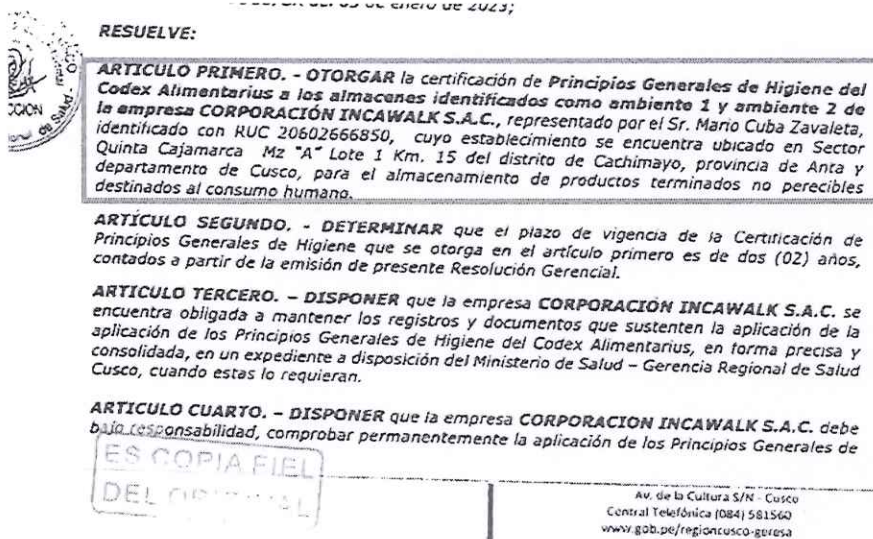 de enero de 2023;
RESUELVE:
ARTICULO PRIMERO. - OTORGAR la certificación de Principios Generales de Higiene del
Codex Alimentarius a los almacenes identificados como ambiente 1 y ambiente 2 de
la empresa CORPORACIÓN INCAWALK S.A.C., representado por el Sr. Mario Cuba Zavaleta,
identificado con RUC 20602666850, cuyo establecimiento se encuentra ubicado en Sector
Quinta Cajamarca Mz "A" Lote 1 Km. 15 del distrito de Cachimayo, provincia de Anta y
departamento de Cusco, para el almacenamiento de productos terminados no perecibles
destinados al consumo humano.
ARTÍCULO SEGUNDO. - DETERMINAR que el plazo de vigencia de la Certificación de
Principios Generales de Higiene que se otorga en el artículo primero es de dos (02) años,
contados a partir de la emisión de presente Resolución Gerencial.
ARTICULO TERCERO. – DISPONER que la empresa CORPORACIÓN INCAWALK S.A.C. se
encuentra obligada a mantener los registros y documentos que sustenten la aplicación de la
aplicación de los Principios Generales de Higiene del Codex Alimentarius, en forma precisa y
consolidada, en un expediente a disposición del Ministerio de Salud – Gerencia Regional de Salud
Cusco, cuando estas lo requieran.
ARTICULO CUARTO. – DISPONER que la empresa CORPORACION INCAWALK S.A.C. debe
bajo responsabilidad, comprobar permanentemente la aplicación de los Principios Generales de
ES COPIA FIEL
DEL
Av. de la Cultura S/N - Cusco
Central Telefónica (084) 581560
www.gob.pe/regioncusco-geresa